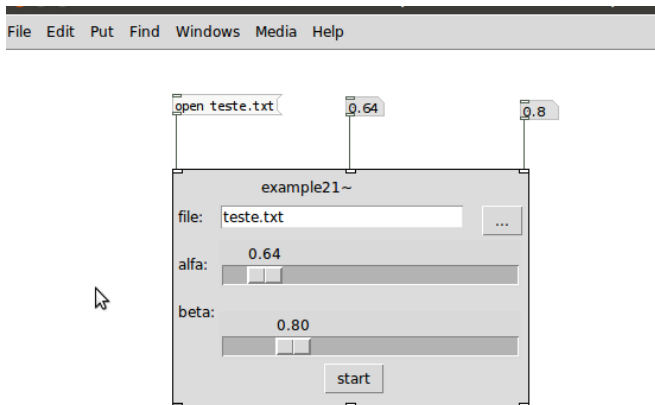 File Edit Put Find Windows Media Help
open teste.txt
0.64
0.8
example21~
file: teste.txt ...
0.64
alfa:
beta:
0.80
start